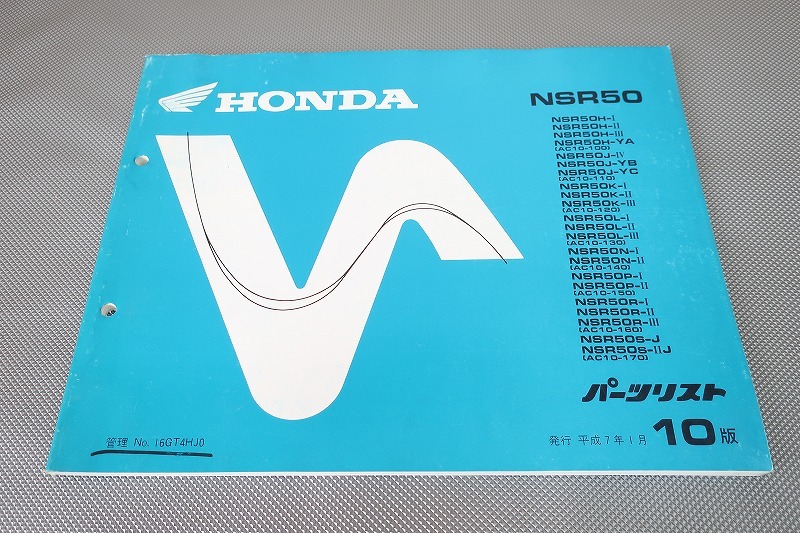 HONDA
NSR50
NSR50H-I
NSR50H-II
NSR50H-III
NSR50H-YA
(AC10-100)
NSR50J-IV
NSR50J-YB
NSR50J-YC
(AC10-110)
NSR50K-I
NSR50K-II
NSR50K-III
(AC10-120)
NSR50L-I
NSR50L-II
NSR50L-III
(AC10-130)
NSR50N-I
NSR50N-II
(AC10-140)
NSR50P-I
NSR50P-II
(AC10-150)
NSR50R-I
NSR50R-II
NSR50R-III
(AC10-160)
NSR50S-J
NSR50S-IIJ
(AC10-170)
パーツリスト
管理 No. 16GT4HJ0
発行 平成7年1月 10版